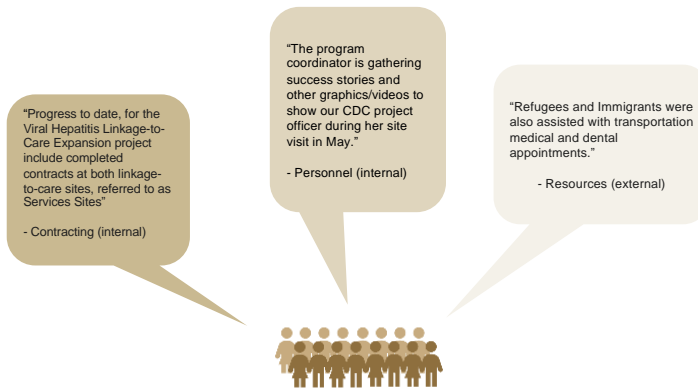 “Progress to date, for the
Viral Hepatitis Linkage-to-
Care Expansion project
include completed
contracts at both linkage-
to-care sites, referred to as
Services Sites”
- Contracting (internal)
“The program
coordinator is gathering
success stories and
other graphics/videos to
show our CDC project
officer during her site
visit in May.”
- Personnel (internal)
“Refugees and Immigrants were
also assisted with transportation
medical and dental
appointments.”
- Resources (external)